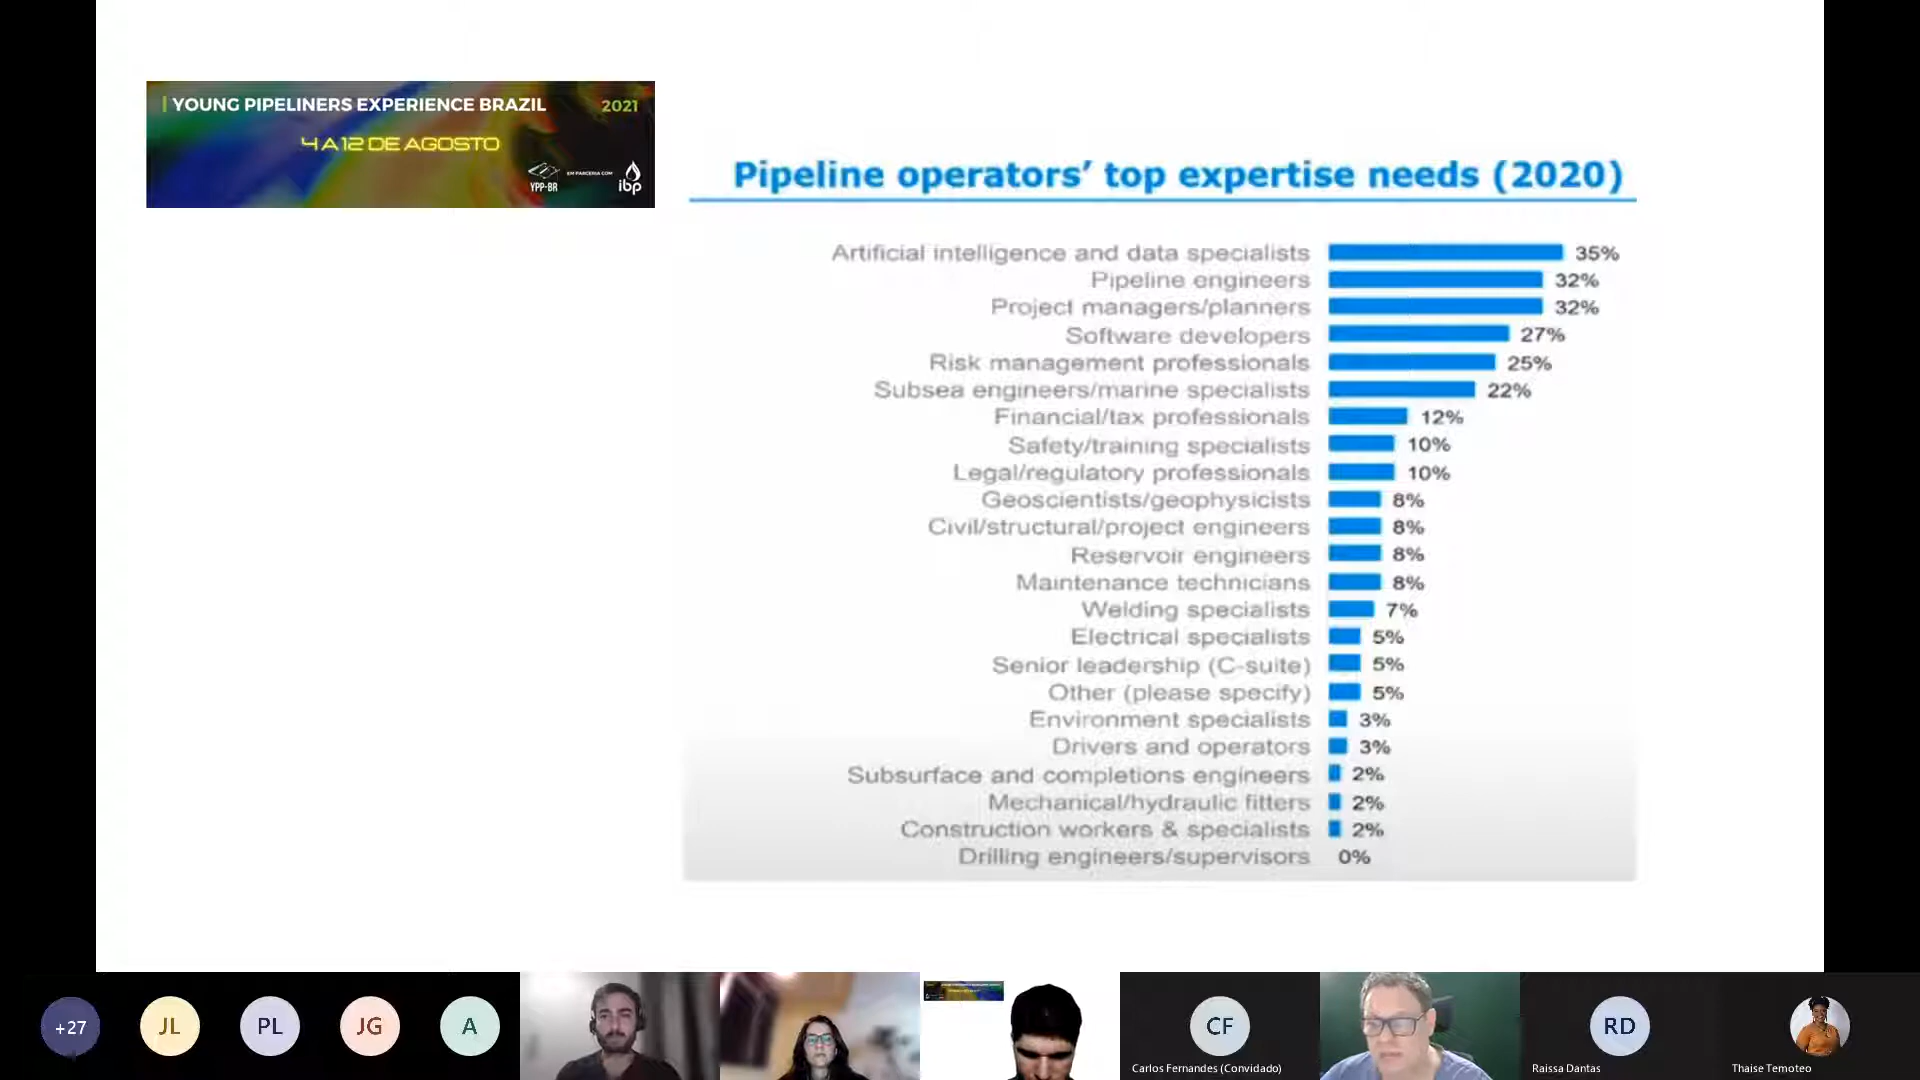 YOUNG PIPELINERS EXPERIENCE BRAZIL 2021
4 A 12 DE AGOSTO
YPP-BR EM PARCERIA COM ibp
Pipeline operators’ top expertise needs (2020)
Artificial intelligence and data specialists 35%
Pipeline engineers 32%
Project managers/planners 32%
Software developers 27%
Risk management professionals 25%
Subsea engineers/marine specialists 22%
Financial/tax professionals 12%
Safety/training specialists 10%
Legal/regulatory professionals 10%
Geoscientists/geophysicists 8%
Civil/structural/project engineers 8%
Reservoir engineers 8%
Maintenance technicians 8%
Welding specialists 7%
Electrical specialists 5%
Senior leadership (C-suite) 5%
Other (please specify) 5%
Environment specialists 3%
Drivers and operators 3%
Subsurface and completions engineers 2%
Mechanical/hydraulic fitters 2%
Construction workers & specialists 2%
Drilling engineers/supervisors 0%
+27 JL PL JG A CF RD
Carlos Fernandes (Convidado) Raissa Dantas Thaise Temoteo